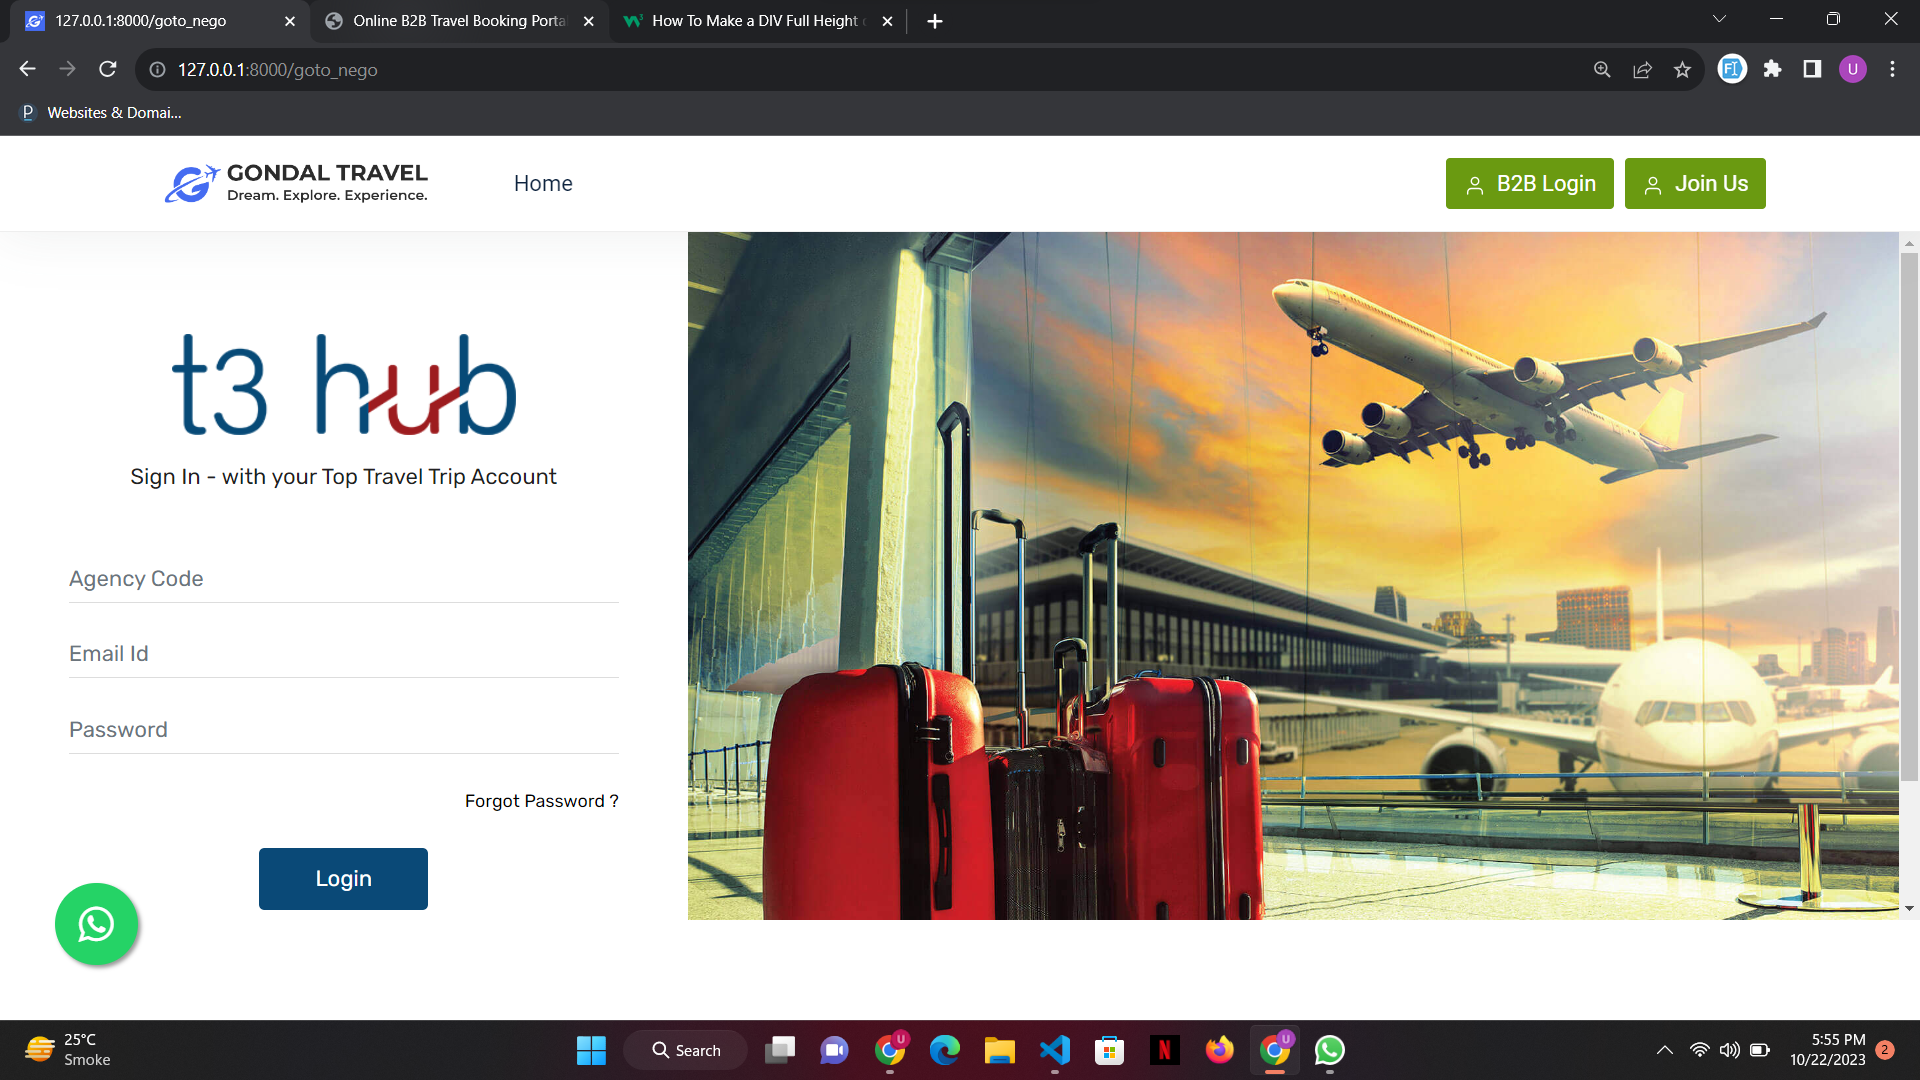 127.0.0.1:8000/goto_nego
Online B2B Travel Booking Porta
How To Make a DIV Full Height
127.0.0.1:8000/goto_nego
U
P Websites & Domai...
GONDAL TRAVEL
Dream. Explore. Experience.
Home
B2B Login
Join Us
t3 hub
Sign In - with your Top Travel Trip Account
Agency Code
Email Id
Password
Forgot Password ?
Login
25°C
Smoke
Search
U
N
U
5:55 PM
10/22/2023
2